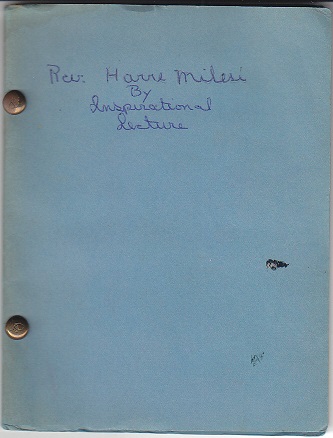 Rev: Harre Milesi
By
Inspirational
Lecture